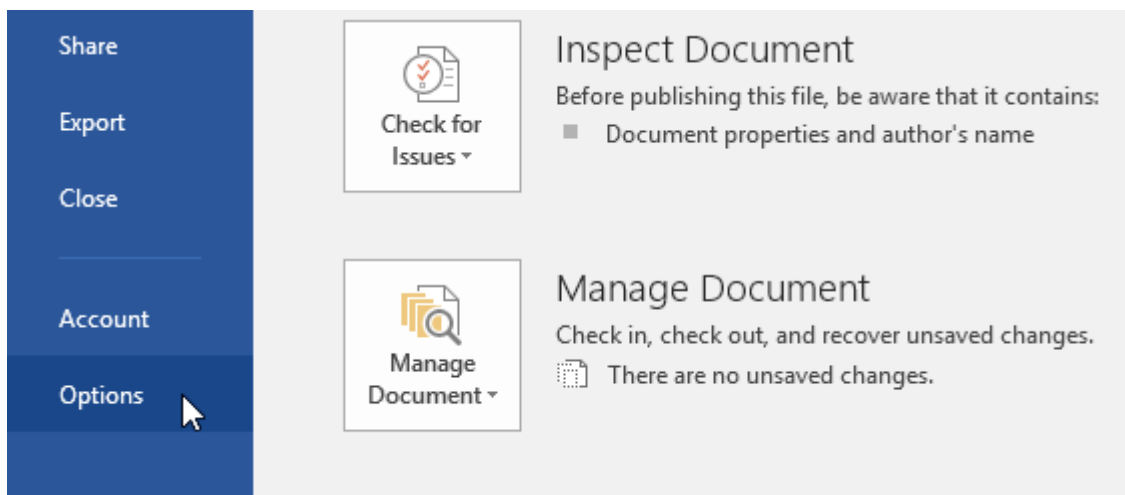 Share
Export
Close
Account
Options
Check for
Issues
Inspect Document
Before publishing this file, be aware that it contains:
Document properties and author's name
Manage
Document
Manage Document
Check in, check out, and recover unsaved changes.
There are no unsaved changes.